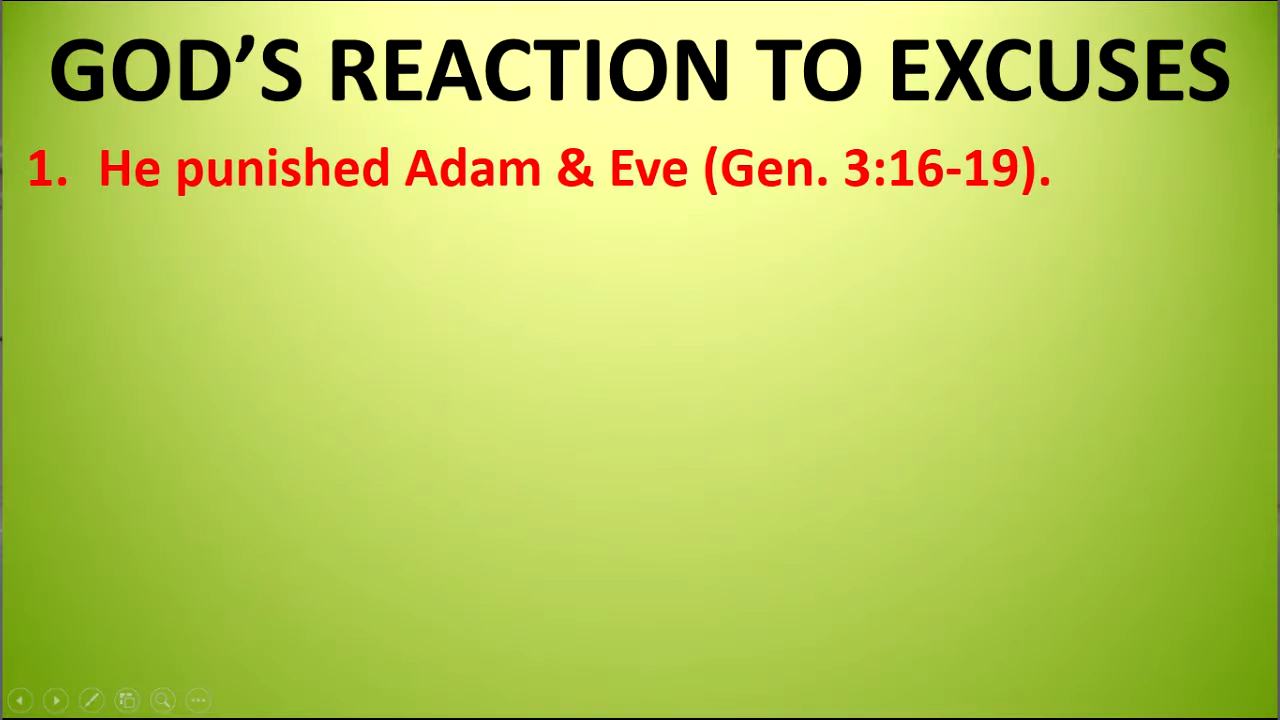 GOD’S REACTION TO EXCUSES
1. He punished Adam & Eve (Gen. 3:16-19).